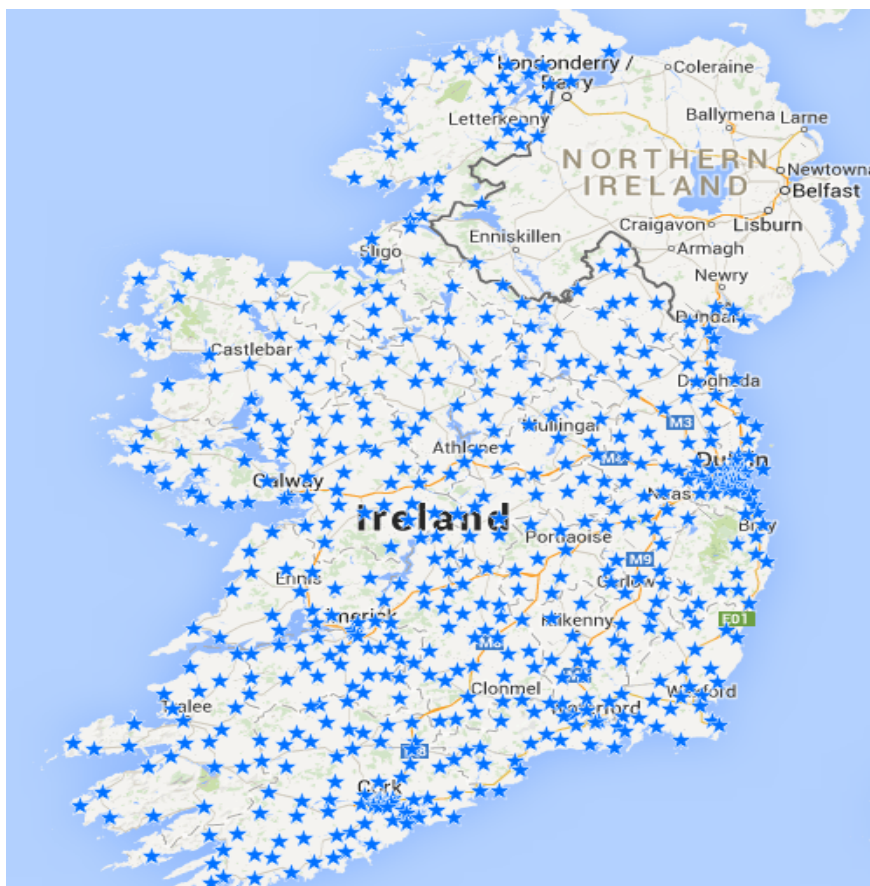 Coleraine
Londonderry /
Derry
Ballymena
Larne
Letterkenny
NORTHERN
IRELAND
Newtowna
Belfast
Lisburn
Craigavon
Enniskillen
Armagh
Sligo
Newry
Dundalk
Castlebar
Drogheda
M3
Mullingar
Athlone
M4
Dublin
Galway
Naas
Ireland
Bray
Portlaoise
M9
Ennis
Carlow
Limerick
Kilkenny
E01
M8
Clonmel
Wexford
Tralee
Waterford
Cork